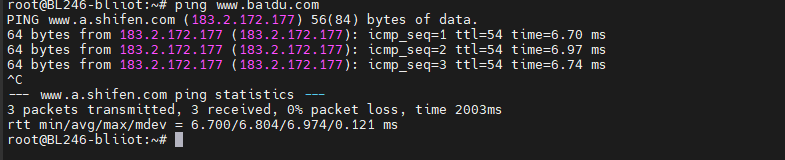 root@BL246-bliiot:~# ping www.baidu.com
PING www.a.shifen.com (183.2.172.177) 56(84) bytes of data.
64 bytes from 183.2.172.177 (183.2.172.177): icmp_seq=1 ttl=54 time=6.70 ms
64 bytes from 183.2.172.177 (183.2.172.177): icmp_seq=2 ttl=54 time=6.97 ms
64 bytes from 183.2.172.177 (183.2.172.177): icmp_seq=3 ttl=54 time=6.74 ms
^C
--- www.a.shifen.com ping statistics ---
3 packets transmitted, 3 received, 0% packet loss, time 2003ms
rtt min/avg/max/mdev = 6.700/6.804/6.974/0.121 ms
root@BL246-bliiot:~#